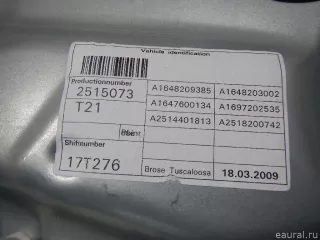 Vehicle identification
Productionnumber
2515073
A1648209385 A1648203002
T21
A1647600134 A1697202535
A2514401813 A2518200742
Shiftnumber
17T276
Brose Tuscaloosa 18.03.2009
© eaural.ru